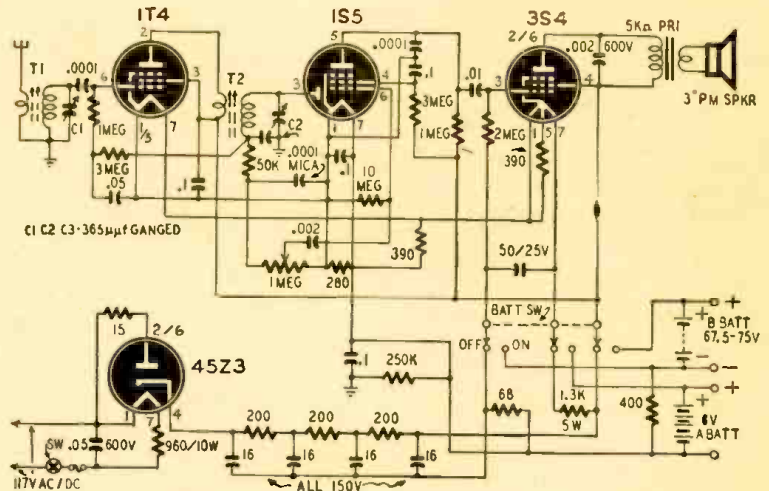 1T4
1S5
3S4
T1
.0001
6
2
3
C1
1MEG
1/5
7
3MEG
.05
.1
T2
3
5
4
6
1
7
.0001
.1
C2
50K
.0001
MICA
.1
10
MEG
3MEG
1MEG
.01
3
2/6
4
1
5
7
2MEG
390
.002
600V
5KΩ PRI
3" PM SPKR
C1 C2 C3-365μμf GANGED
.002
1MEG
280
390
50/25V
BATT SW
OFF
ON
B BATT
67.5-75V
+
+
-
-
+
+
6V
A BATT
400
15
2/6
45Z3
1
7
4
.1
250K
68
1.3K
5W
SW
.05
600V
960/10W
200
200
200
16
16
16
16
117V AC/DC
ALL 150V